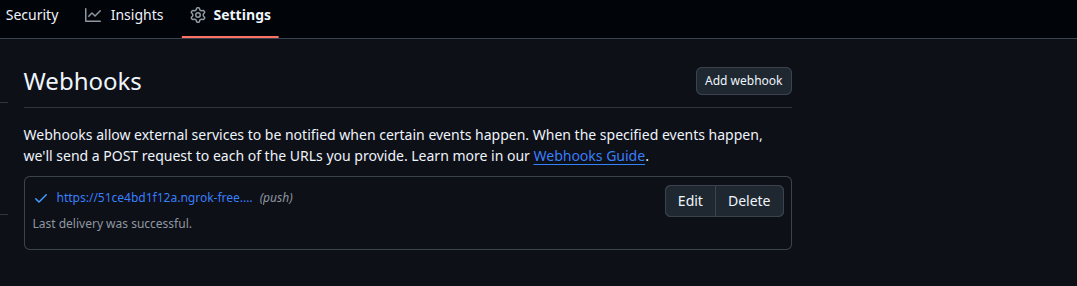 Security Insights Settings
Webhooks Add webhook
Webhooks allow external services to be notified when certain events happen. When the specified events happen,
we'll send a POST request to each of the URLs you provide. Learn more in our Webhooks Guide.
https://51ce4bd1f12a.ngrok-free.... (push) Edit Delete
Last delivery was successful.